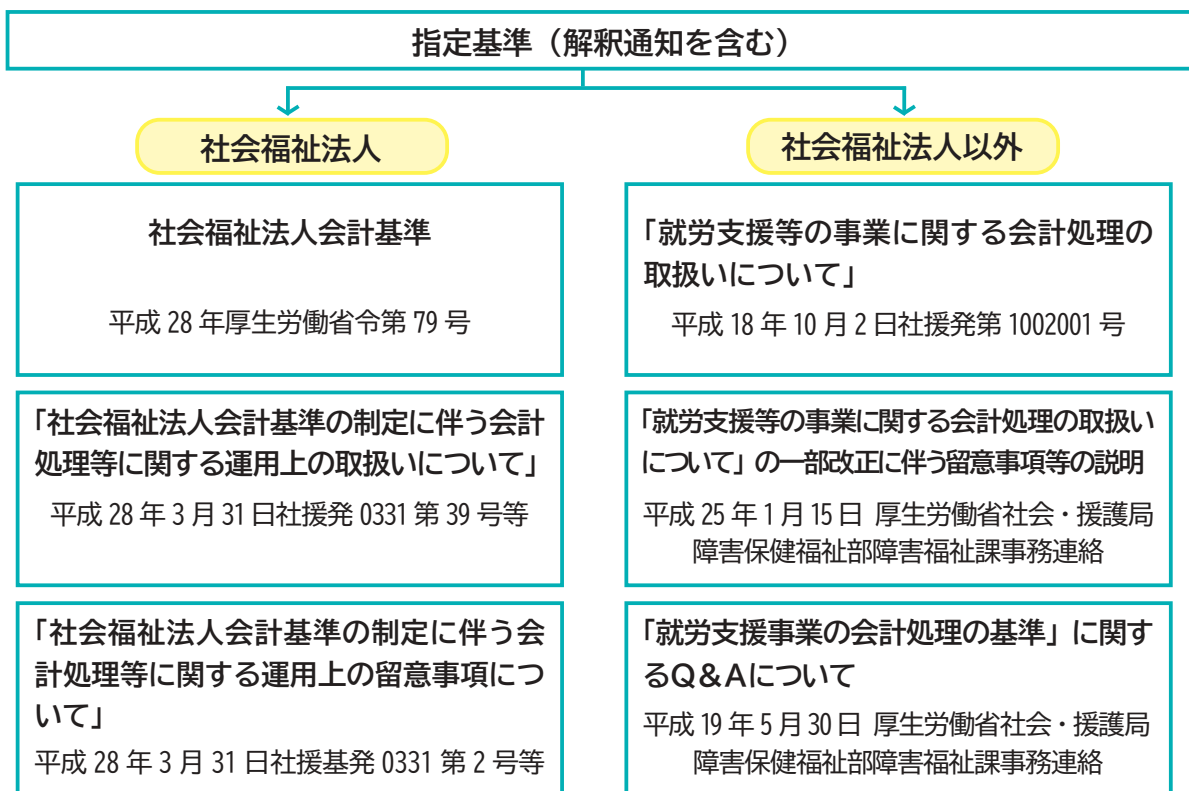 指定基準（解釈通知を含む）
社会福祉法人
社会福祉法人会計基準
平成 28 年厚生労働省令第 79 号
「社会福祉法人会計基準の制定に伴う会計
処理等に関する運用上の取扱いについて」
平成 28 年 3 月 31 日社援発 0331 第 39 号等
「社会福祉法人会計基準の制定に伴う会
計処理等に関する運用上の留意事項につ
いて」
平成 28 年 3 月 31 日社援基発 0331 第 2 号等
社会福祉法人以外
「就労支援等の事業に関する会計処理の
取扱いについて」
平成 18 年 10 月 2 日社援発第 1002001 号
「就労支援等の事業に関する会計処理の取扱い
について」の一部改正に伴う留意事項等の説明
平成 25 年 1 月 15 日 厚生労働省社会・援護局
障害保健福祉部障害福祉課事務連絡
「就労支援事業の会計処理の基準」に関す
るQ＆Aについて
平成 19 年 5 月 30 日 厚生労働省社会・援護局
障害保健福祉部障害福祉課事務連絡